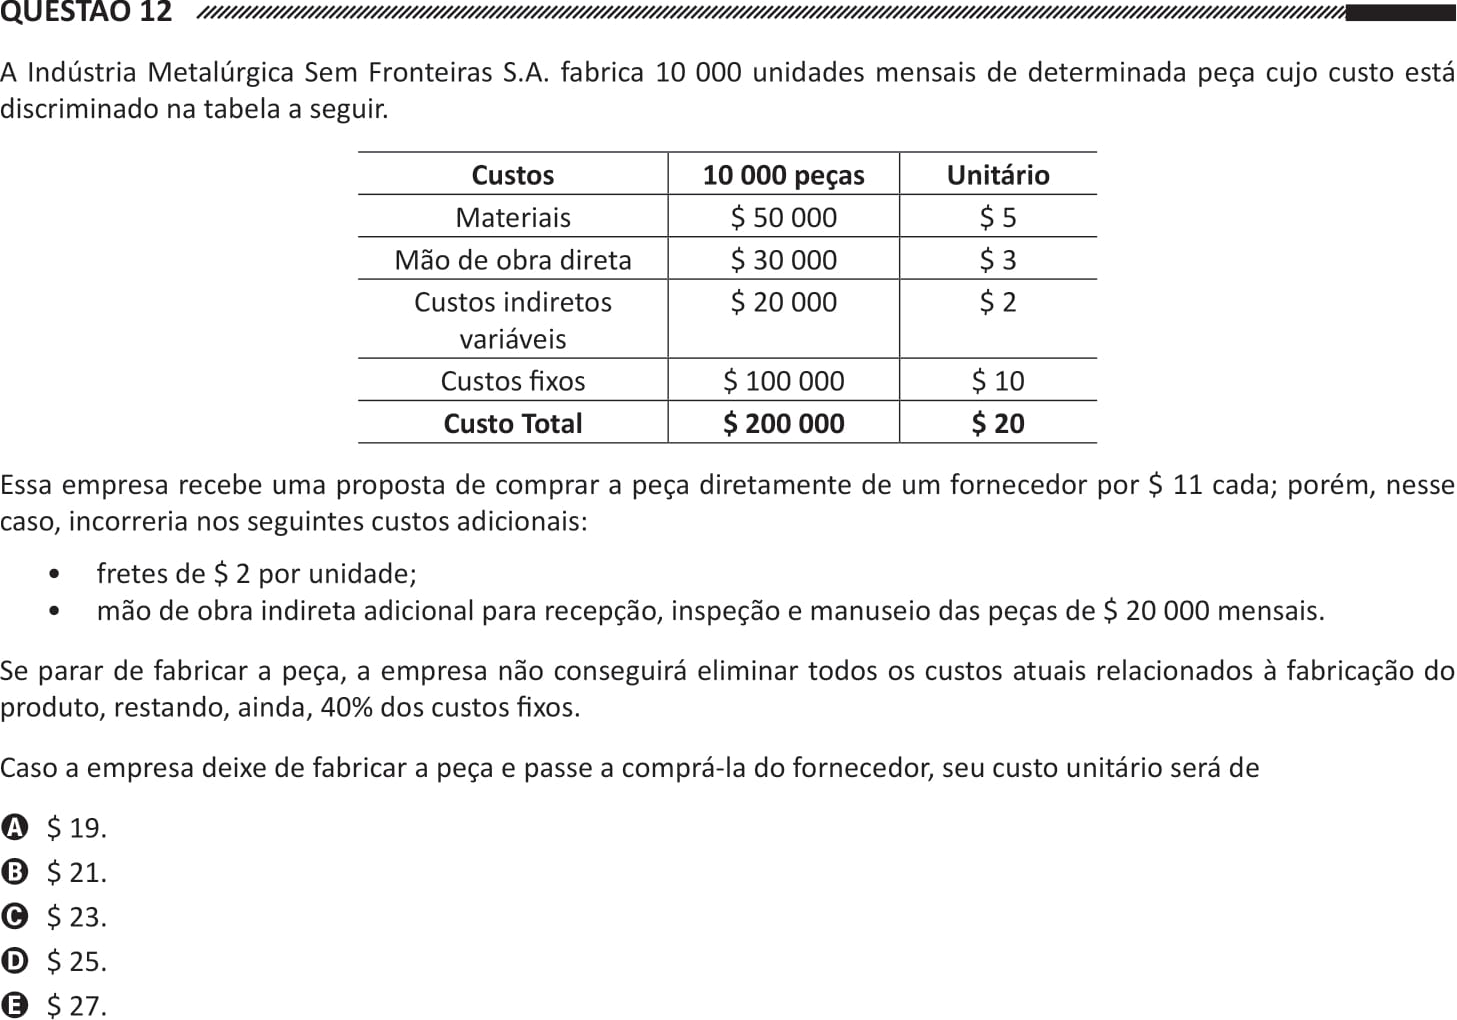 QUESTÃO 12
A Indústria Metalúrgica Sem Fronteiras S.A. fabrica 10 000 unidades mensais de determinada peça cujo custo está
discriminado na tabela a seguir.
Custos 10 000 peças Unitário
Materiais $ 50 000 $ 5
Mão de obra direta $ 30 000 $ 3
Custos indiretos $ 20 000 $ 2
variáveis
Custos fixos $ 100 000 $ 10
Custo Total $ 200 000 $ 20
Essa empresa recebe uma proposta de comprar a peça diretamente de um fornecedor por $ 11 cada; porém, nesse
caso, incorreria nos seguintes custos adicionais:
• fretes de $ 2 por unidade;
• mão de obra indireta adicional para recepção, inspeção e manuseio das peças de $ 20 000 mensais.
Se parar de fabricar a peça, a empresa não conseguirá eliminar todos os custos atuais relacionados à fabricação do
produto, restando, ainda, 40% dos custos fixos.
Caso a empresa deixe de fabricar a peça e passe a comprá-la do fornecedor, seu custo unitário será de
A $ 19.
B $ 21.
C $ 23.
D $ 25.
E $ 27.